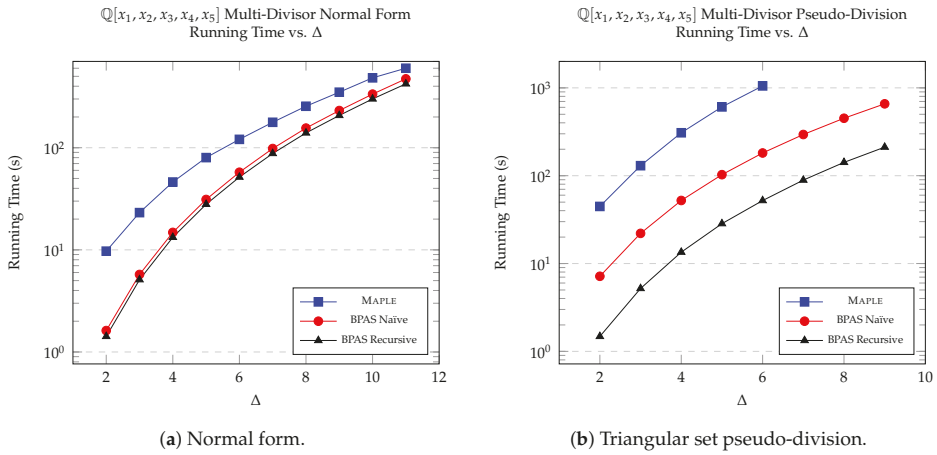 ℚ[x₁, x₂, x₃, x₄, x₅] Multi-Divisor Normal Form
Running Time vs. Δ
Running Time (s)
10²
10¹
10⁰
2
4
6
8
10
12
Δ
MAPLE
BPAS Naïve
BPAS Recursive
(a) Normal form.
ℚ[x₁, x₂, x₃, x₄, x₅] Multi-Divisor Pseudo-Division
Running Time vs. Δ
Running Time (s)
10³
10²
10¹
10⁰
2
4
6
8
10
Δ
MAPLE
BPAS Naïve
BPAS Recursive
(b) Triangular set pseudo-division.